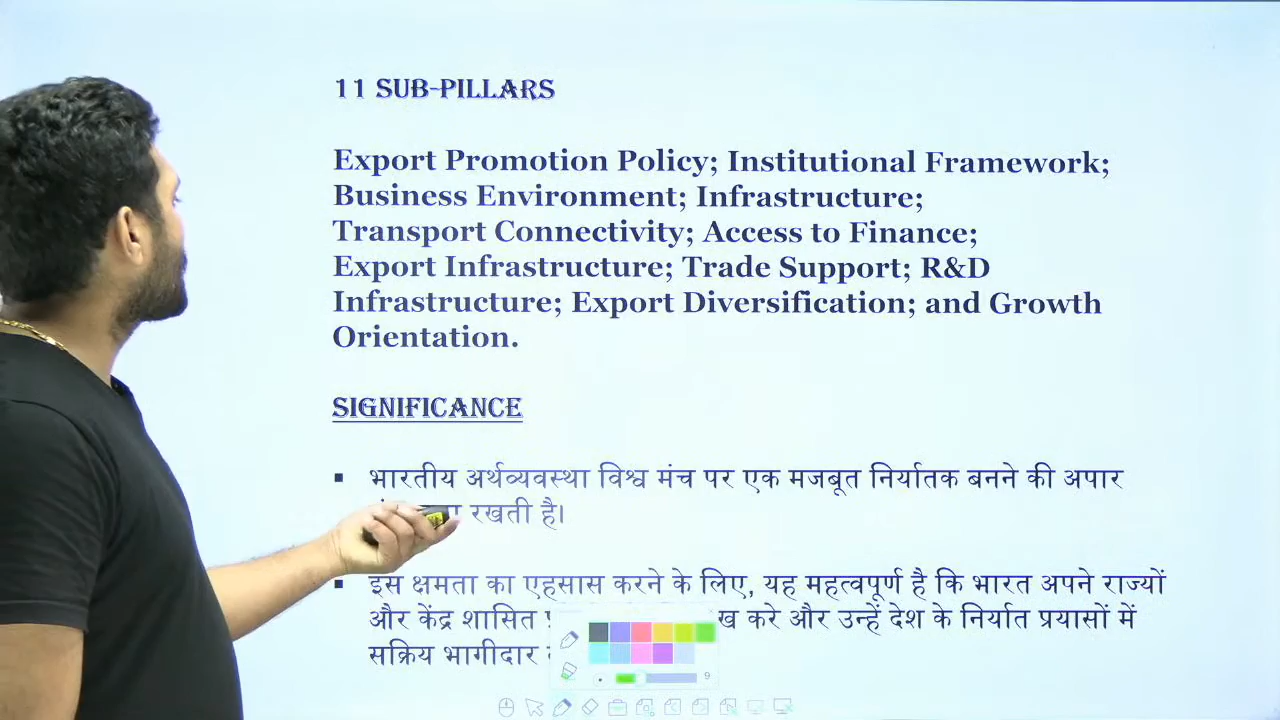 11 SUB-PILLARS
Export Promotion Policy; Institutional Framework;
Business Environment; Infrastructure;
Transport Connectivity; Access to Finance;
Export Infrastructure; Trade Support; R&D
Infrastructure; Export Diversification; and Growth
Orientation.
SIGNIFICANCE
▪ भारतीय अर्थव्यवस्था विश्व मंच पर एक मजबूत निर्यातक बनने की अपार
रखती है।
▪ इस क्षमता का एहसास करने के लिए, यह महत्वपूर्ण है कि भारत अपने राज्यों
और केंद्र शासित करे और उन्हें देश के निर्यात प्रयासों में
सक्रिय भागीदार
9